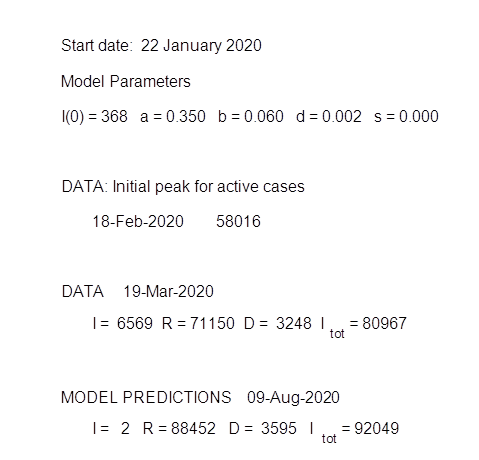 Start date: 22 January 2020
Model Parameters
I(0) = 368 a = 0.350 b = 0.060 d = 0.002 s = 0.000
DATA: Initial peak for active cases
18-Feb-2020 58016
DATA 19-Mar-2020
I = 6569 R = 71150 D = 3248 I tot = 80967
MODEL PREDICTIONS 09-Aug-2020
I = 2 R = 88452 D = 3595 I tot = 92049